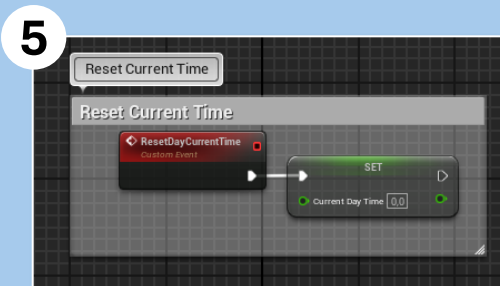 5
Reset Current Time
Reset Current Time
ResetDayCurrentTime
Custom Event
SET
Current Day Time 0.0